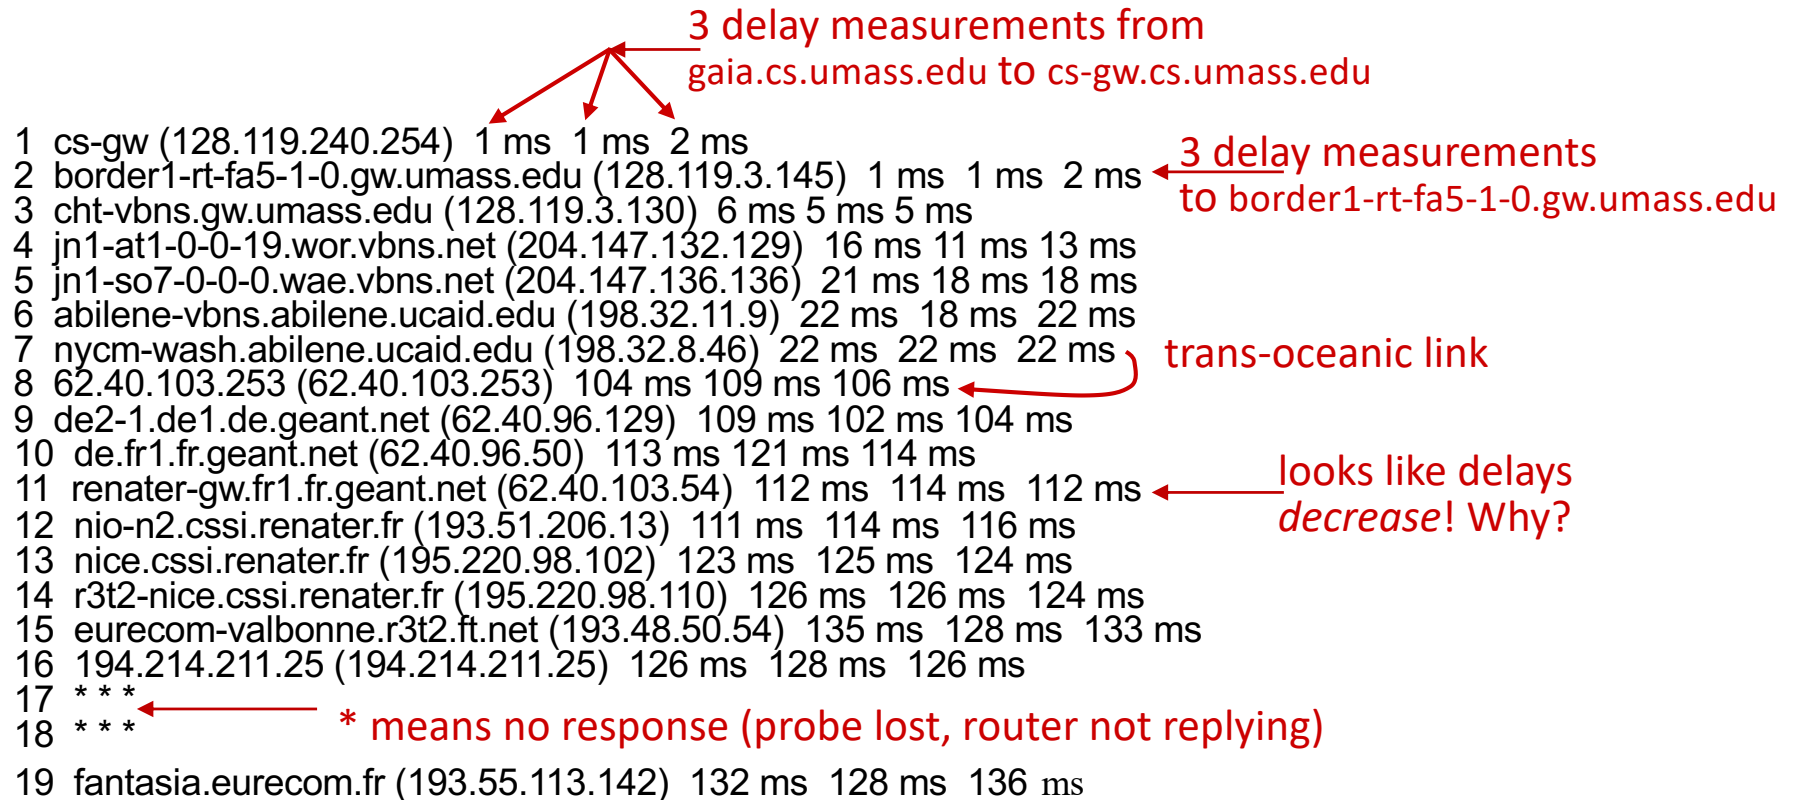 3 delay measurements from
gaia.cs.umass.edu to cs-gw.cs.umass.edu
1 cs-gw (128.119.240.254) 1 ms 1 ms 2 ms
3 delay measurements
to border1-rt-fa5-1-0.gw.umass.edu
2 border1-rt-fa5-1-0.gw.umass.edu (128.119.3.145) 1 ms 1 ms 2 ms
3 cht-vbns.gw.umass.edu (128.119.3.130) 6 ms 5 ms 5 ms
4 jn1-at1-0-0-19.wor.vbns.net (204.147.132.129) 16 ms 11 ms 13 ms
5 jn1-so7-0-0-0.wae.vbns.net (204.147.136.136) 21 ms 18 ms 18 ms
6 abilene-vbns.abilene.ucaid.edu (198.32.11.9) 22 ms 18 ms 22 ms
7 nycm-wash.abilene.ucaid.edu (198.32.8.46) 22 ms 22 ms 22 ms
trans-oceanic link
8 62.40.103.253 (62.40.103.253) 104 ms 109 ms 106 ms
9 de2-1.de1.de.geant.net (62.40.96.129) 109 ms 102 ms 104 ms
10 de.fr1.fr.geant.net (62.40.96.50) 113 ms 121 ms 114 ms
11 renater-gw.fr1.fr.geant.net (62.40.103.54) 112 ms 114 ms 112 ms
looks like delays
decrease! Why?
12 nio-n2.cssi.renater.fr (193.51.206.13) 111 ms 114 ms 116 ms
13 nice.cssi.renater.fr (195.220.98.102) 123 ms 125 ms 124 ms
14 r3t2-nice.cssi.renater.fr (195.220.98.110) 126 ms 126 ms 124 ms
15 eurecom-valbonne.r3t2.ft.net (193.48.50.54) 135 ms 128 ms 133 ms
16 194.214.211.25 (194.214.211.25) 126 ms 128 ms 126 ms
17 * * *
18 * * *
* means no response (probe lost, router not replying)
19 fantasia.eurecom.fr (193.55.113.142) 132 ms 128 ms 136 ms